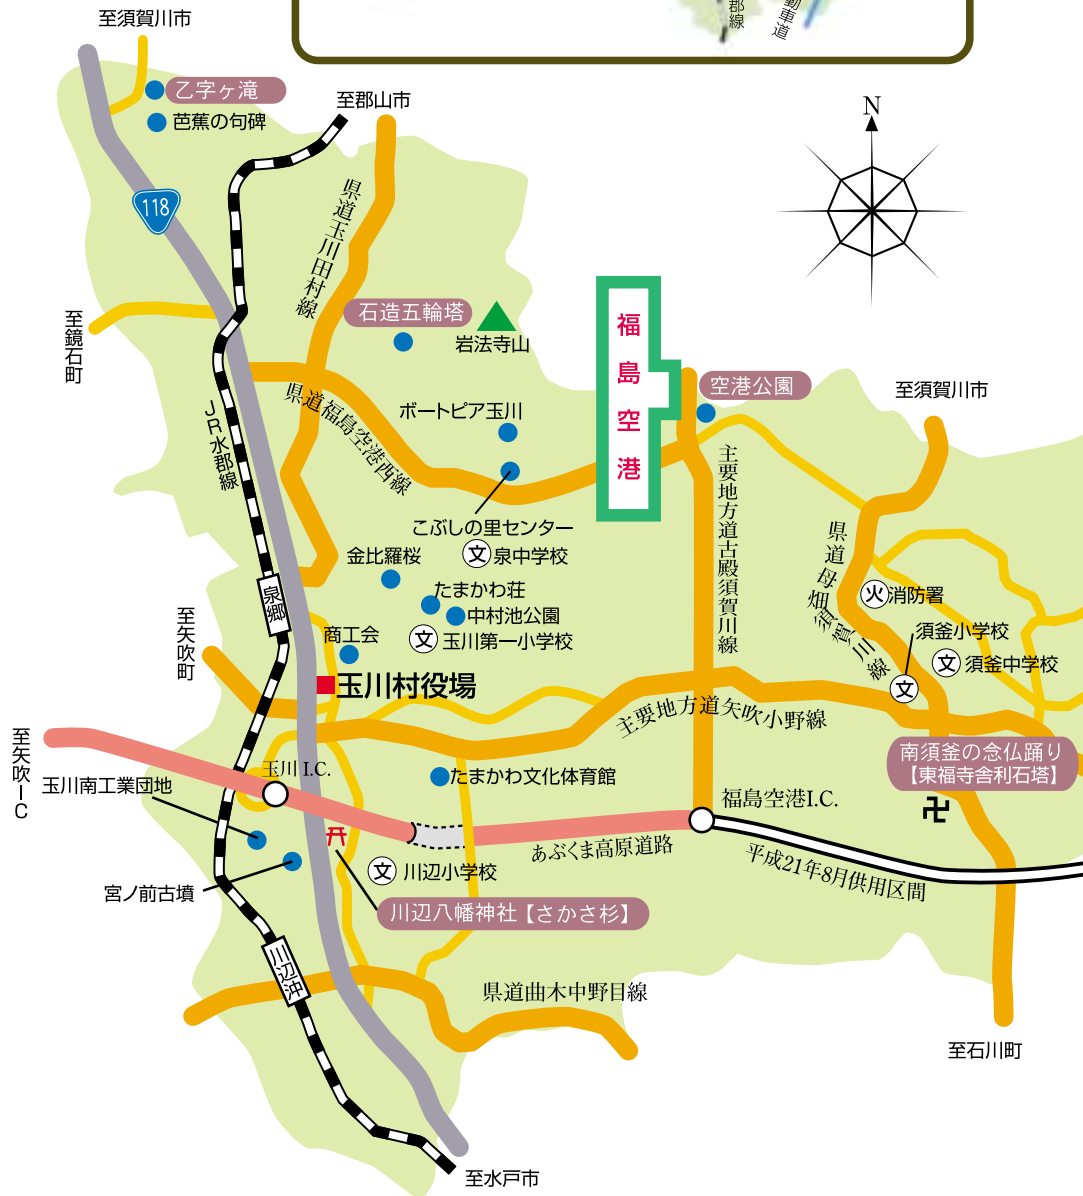 郡線
動車道
至須賀川市
乙字ヶ滝
芭蕉の句碑
至郡山市
N
118
県道玉川田村線
石造五輪塔
岩法寺山
至鏡石町
福島空港
空港公園
至須賀川市
県道福島空港西線
ボートピア玉川
JR水郡線
主要地方道古殿須賀川線
こぶしの里センター
文 泉中学校
金比羅桜
県道母畑須賀川線
泉郷
たまかわ荘
火 消防署
中村池公園
至矢吹町
商工会
文 玉川第一小学校
須釜小学校
文
文 須釜中学校
玉川村役場
主要地方道矢吹小野線
至矢吹IC
南須釜の念仏踊り
【東福寺舎利石塔】
玉川I.C.
たまかわ文化体育館
玉川南工業団地
福島空港I.C.
あぶくま高原道路
平成21年8月供用区間
文 川辺小学校
宮ノ前古墳
川辺八幡神社【さかさ杉】
川辺沖
県道曲木中野目線
至石川町
至水戸市